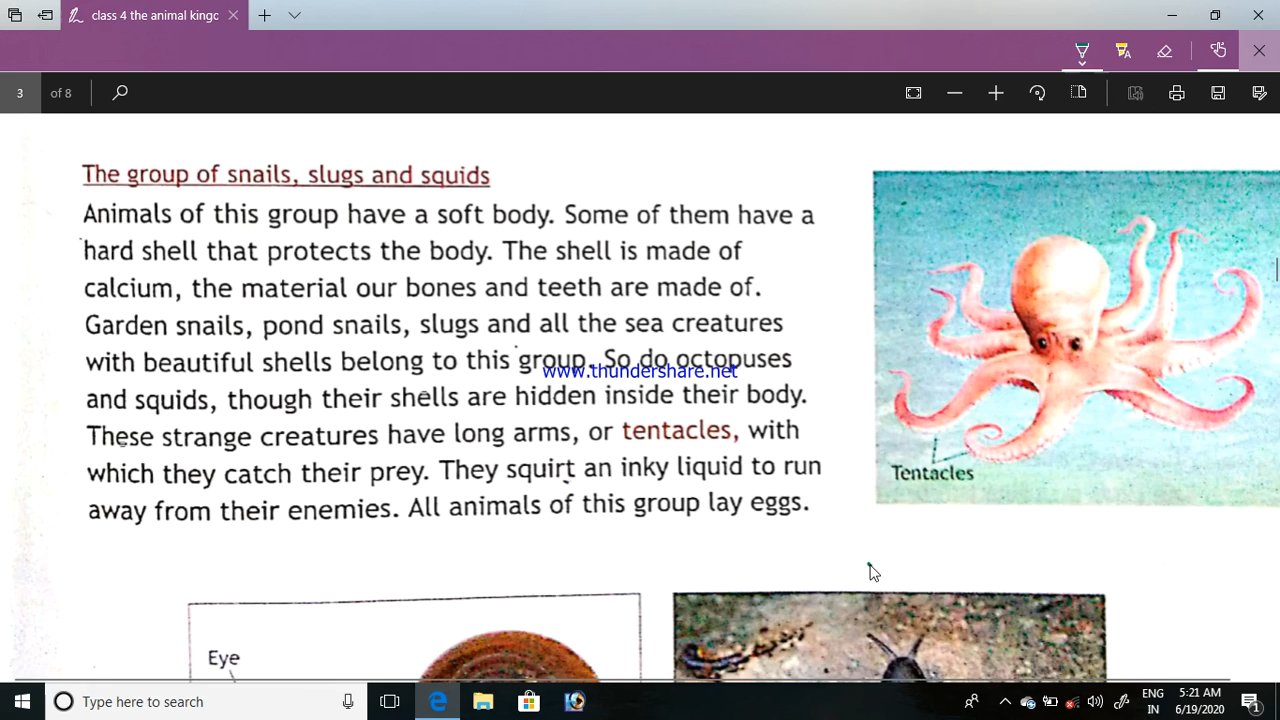 class 4 the animal kingc
3 of 8
The group of snails, slugs and squids
Animals of this group have a soft body. Some of them have a
hard shell that protects the body. The shell is made of
calcium, the material our bones and teeth are made of.
Garden snails, pond snails, slugs and all the sea creatures
with beautiful shells belong to this group. So do octopuses
www.thundershare.net
and squids, though their shells are hidden inside their body.
These strange creatures have long arms, or tentacles, with
which they catch their prey. They squirt an inky liquid to run
away from their enemies. All animals of this group lay eggs.
Tentacles
Eye
Type here to search
ENG
IN
5:21 AM
6/19/2020
1